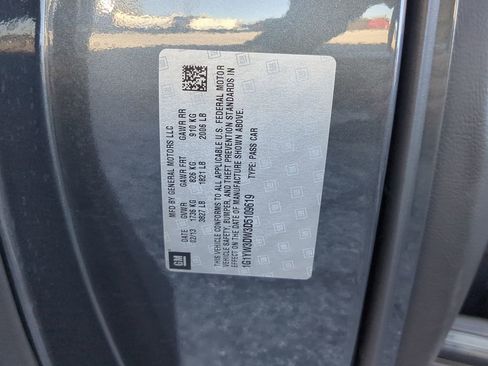 MFD BY GENERAL MOTORS LLC
DATE GVWR GAWR FRT GAWR RR
02/13 1736 KG 826 KG 910 KG
3827 LB 1821 LB 2006 LB
THIS VEHICLE CONFORMS TO ALL APPLICABLE U.S. FEDERAL MOTOR
VEHICLE SAFETY, BUMPER, AND THEFT PREVENTION STANDARDS IN
EFFECT ON THE DATE OF MANUFACTURE SHOWN ABOVE.
1G1YW3DW3D5109619 TYPE: PASS CAR
GM